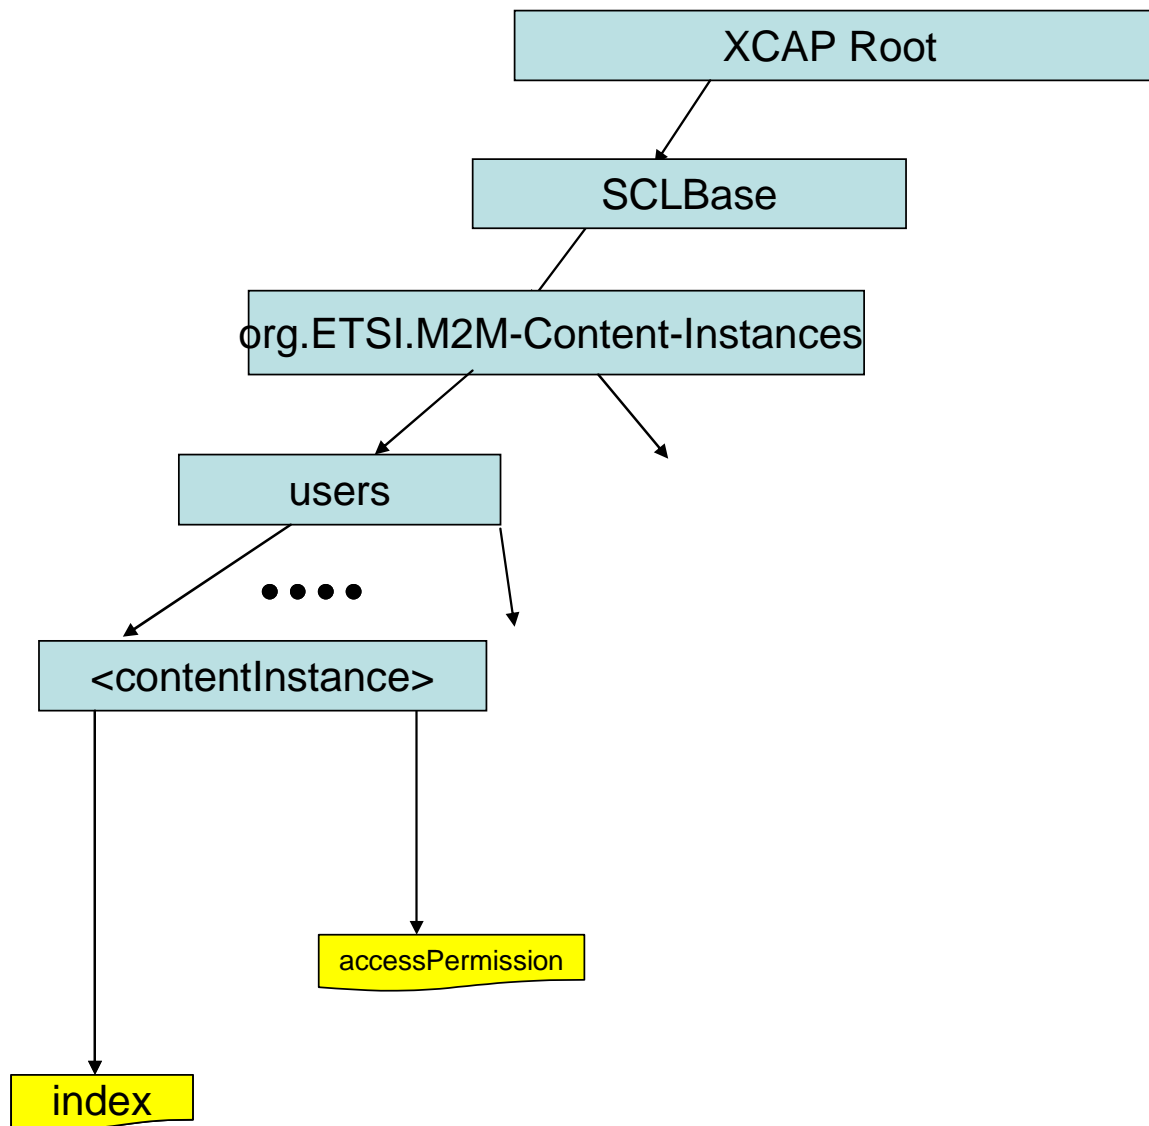 XCAP Root
SCLBase
org.ETSI.M2M-Content-Instances
users
<contentInstance>
accessPermission
index